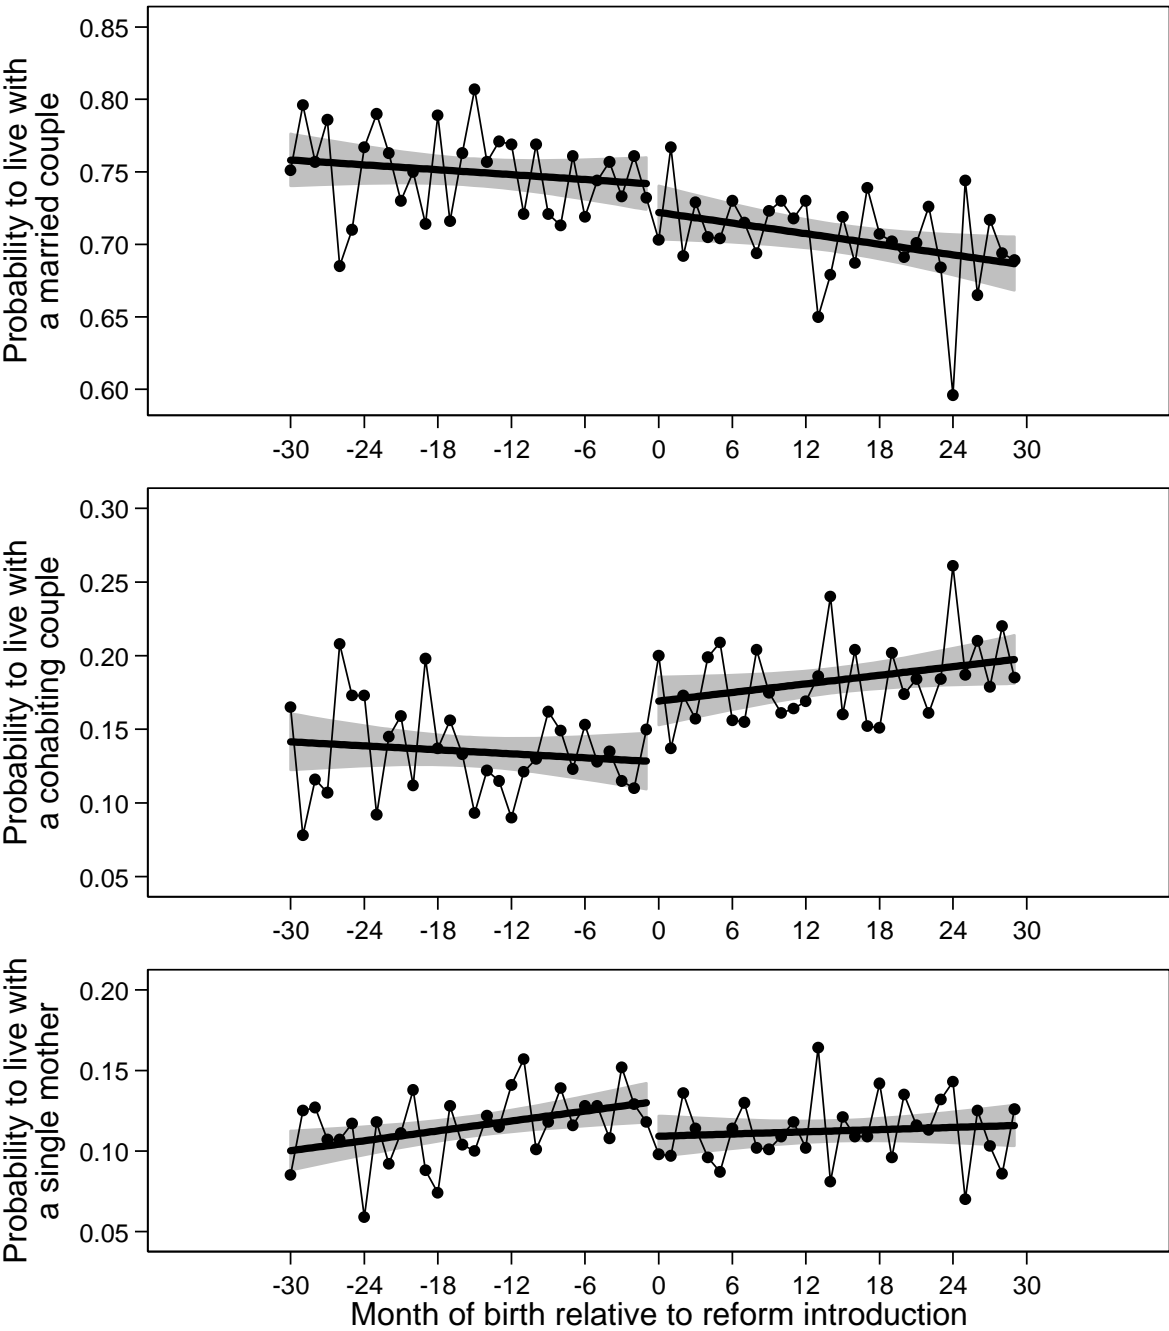 Probability to live with
a married couple
0.85
0.80
0.75
0.70
0.65
0.60
-30 -24 -18 -12 -6 0 6 12 18 24 30
Probability to live with
a cohabiting couple
0.30
0.25
0.20
0.15
0.10
0.05
-30 -24 -18 -12 -6 0 6 12 18 24 30
Probability to live with
a single mother
0.20
0.15
0.10
0.05
-30 -24 -18 -12 -6 0 6 12 18 24 30
Month of birth relative to reform introduction